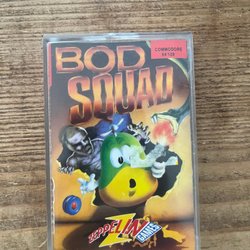 BOD
SQUAD
COMMODORE
64/128
ZEPPELIN
GAMES